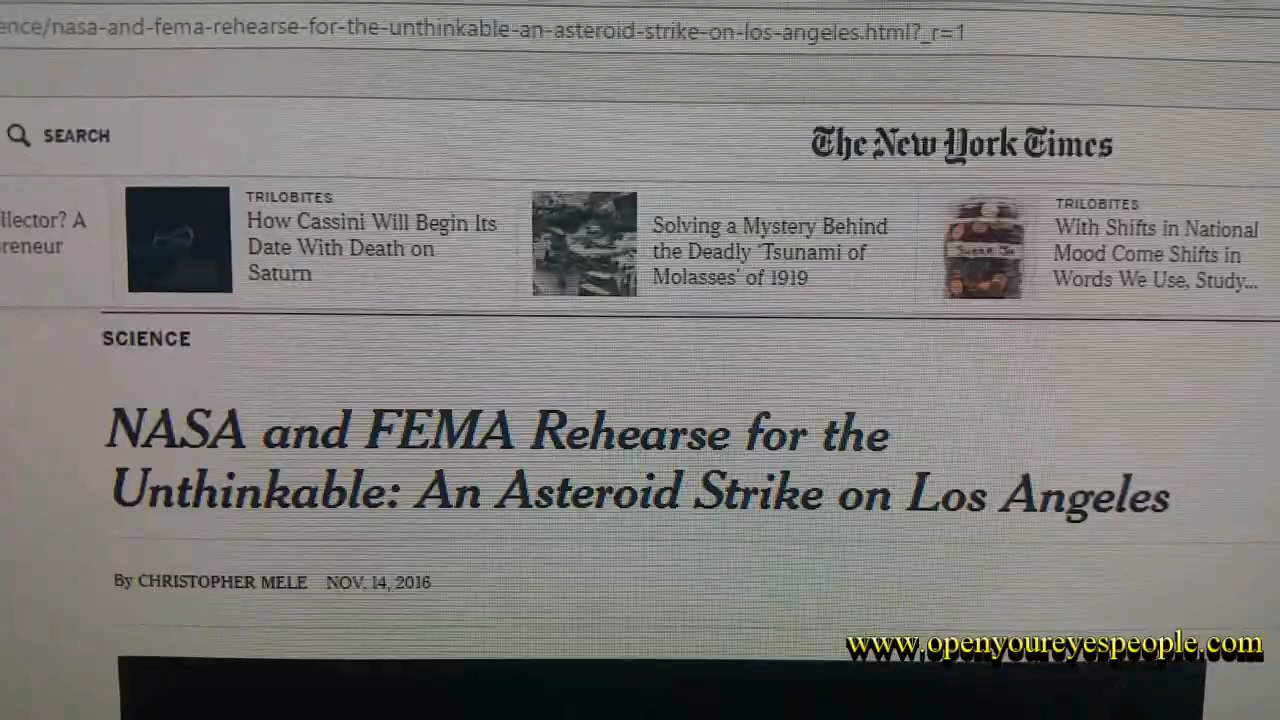 ence/nasa-and-fema-rehearse-for-the-unthinkable-an-asteroid-strike-on-los-angeles.html?_r=1
SEARCH
The New York Times
llector? A
reneur
TRILOBITES
How Cassini Will Begin Its
Date With Death on
Saturn
Solving a Mystery Behind
the Deadly ‘Tsunami of
Molasses’ of 1919
TRILOBITES
With Shifts in National
Mood Come Shifts in
Words We Use, Study...
SCIENCE
NASA and FEMA Rehearse for the
Unthinkable: An Asteroid Strike on Los Angeles
By CHRISTOPHER MELE NOV. 14, 2016
www.openyoureyespeople.com